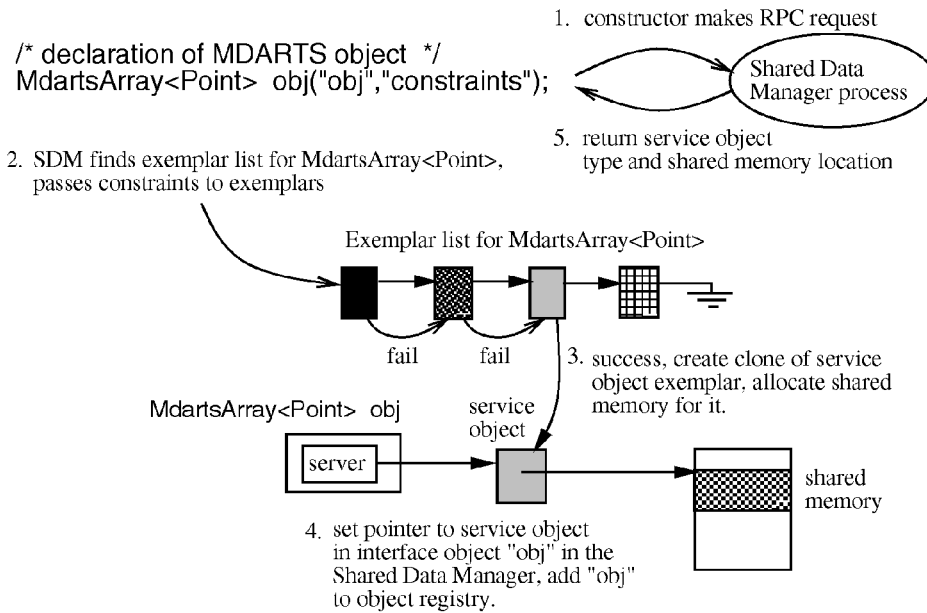 1. constructor makes RPC request
/* declaration of MDARTS object */
MdartsArray<Point> obj("obj","constraints");
Shared Data
Manager process
5. return service object
type and shared memory location
2. SDM finds exemplar list for MdartsArray<Point>,
passes constraints to exemplars
Exemplar list for MdartsArray<Point>
fail
fail
3. success, create clone of service
object exemplar, allocate shared
memory for it.
MdartsArray<Point> obj
service
object
server
shared
memory
4. set pointer to service object
in interface object "obj" in the
Shared Data Manager, add "obj"
to object registry.